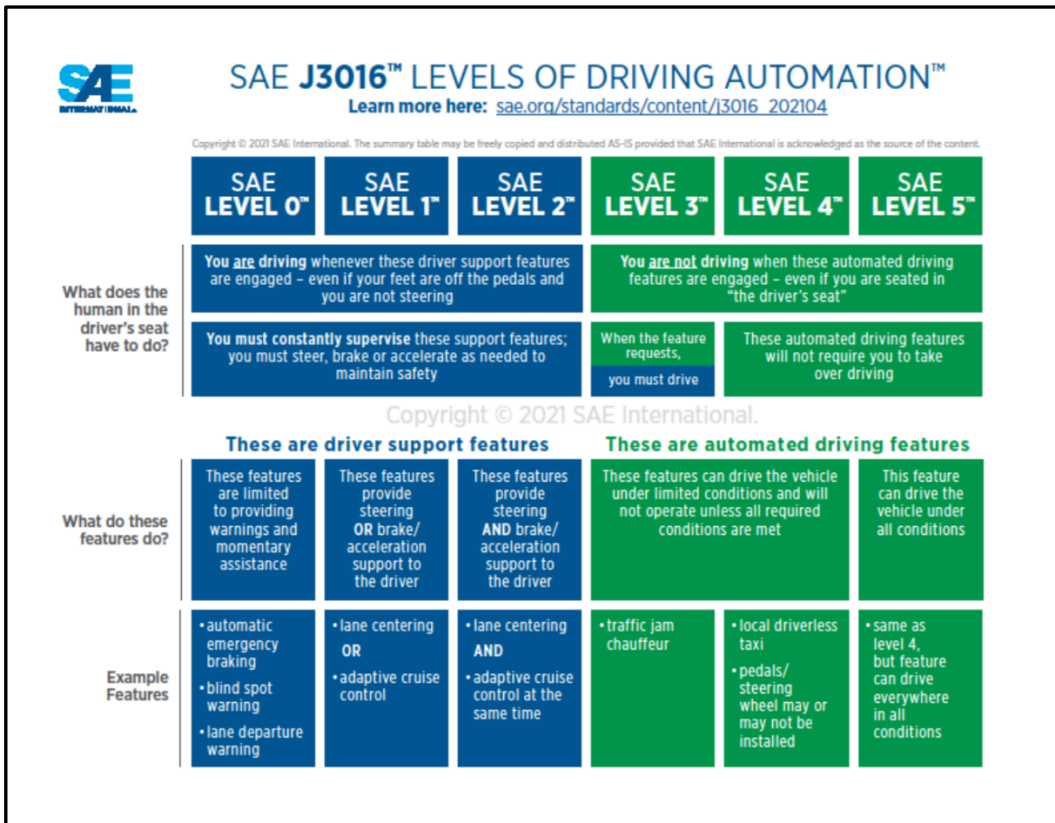 SAE
INTERNATIONAL®
SAE J3016™ LEVELS OF DRIVING AUTOMATION™
Learn more here: sae.org/standards/content/j3016_202104
Copyright © 2021 SAE International. The summary table may be freely copied and distributed AS-IS provided that SAE International is acknowledged as the source of the content.
SAE
LEVEL 0™
SAE
LEVEL 1™
SAE
LEVEL 2™
SAE
LEVEL 3™
SAE
LEVEL 4™
SAE
LEVEL 5™
What does the
human in the
driver's seat
have to do?
You are driving whenever these driver support features
are engaged – even if your feet are off the pedals and
you are not steering
You are not driving when these automated driving
features are engaged – even if you are seated in
"the driver's seat"
You must constantly supervise these support features;
you must steer, brake or accelerate as needed to
maintain safety
When the feature
requests,
you must drive
These automated driving features
will not require you to take
over driving
Copyright © 2021 SAE International.
These are driver support features
These are automated driving features
What do these
features do?
These features
are limited
to providing
warnings and
momentary
assistance
These features
provide
steering
OR brake/
acceleration
support to
the driver
These features
provide
steering
AND brake/
acceleration
support to
the driver
These features can drive the vehicle
under limited conditions and will
not operate unless all required
conditions are met
This feature
can drive the
vehicle under
all conditions
Example
Features
• automatic
emergency
braking
• blind spot
warning
• lane departure
warning
• lane centering
OR
• adaptive cruise
control
• lane centering
AND
• adaptive cruise
control at the
same time
• traffic jam
chauffeur
• local driverless
taxi
• pedals/
steering
wheel may or
may not be
installed
• same as
level 4,
but feature
can drive
everywhere
in all
conditions